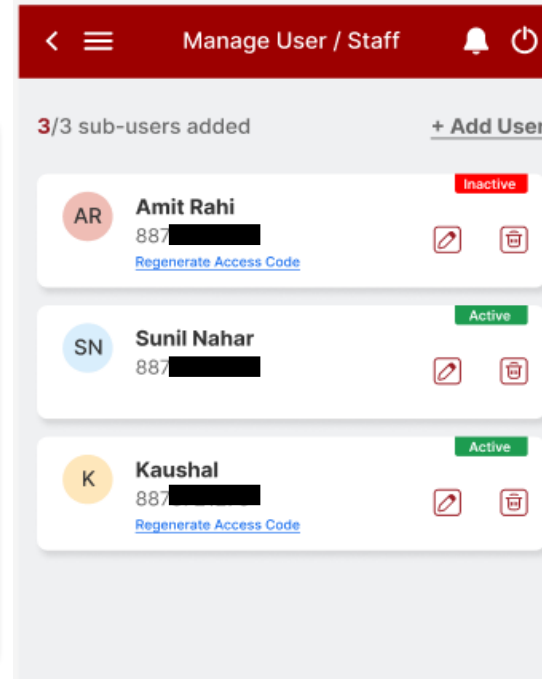 Manage User / Staff
3/3 sub-users added
+ Add User
Inactive
AR
Amit Rahi
887
Regenerate Access Code
Active
SN
Sunil Nahar
887
Active
K
Kaushal
887
Regenerate Access Code